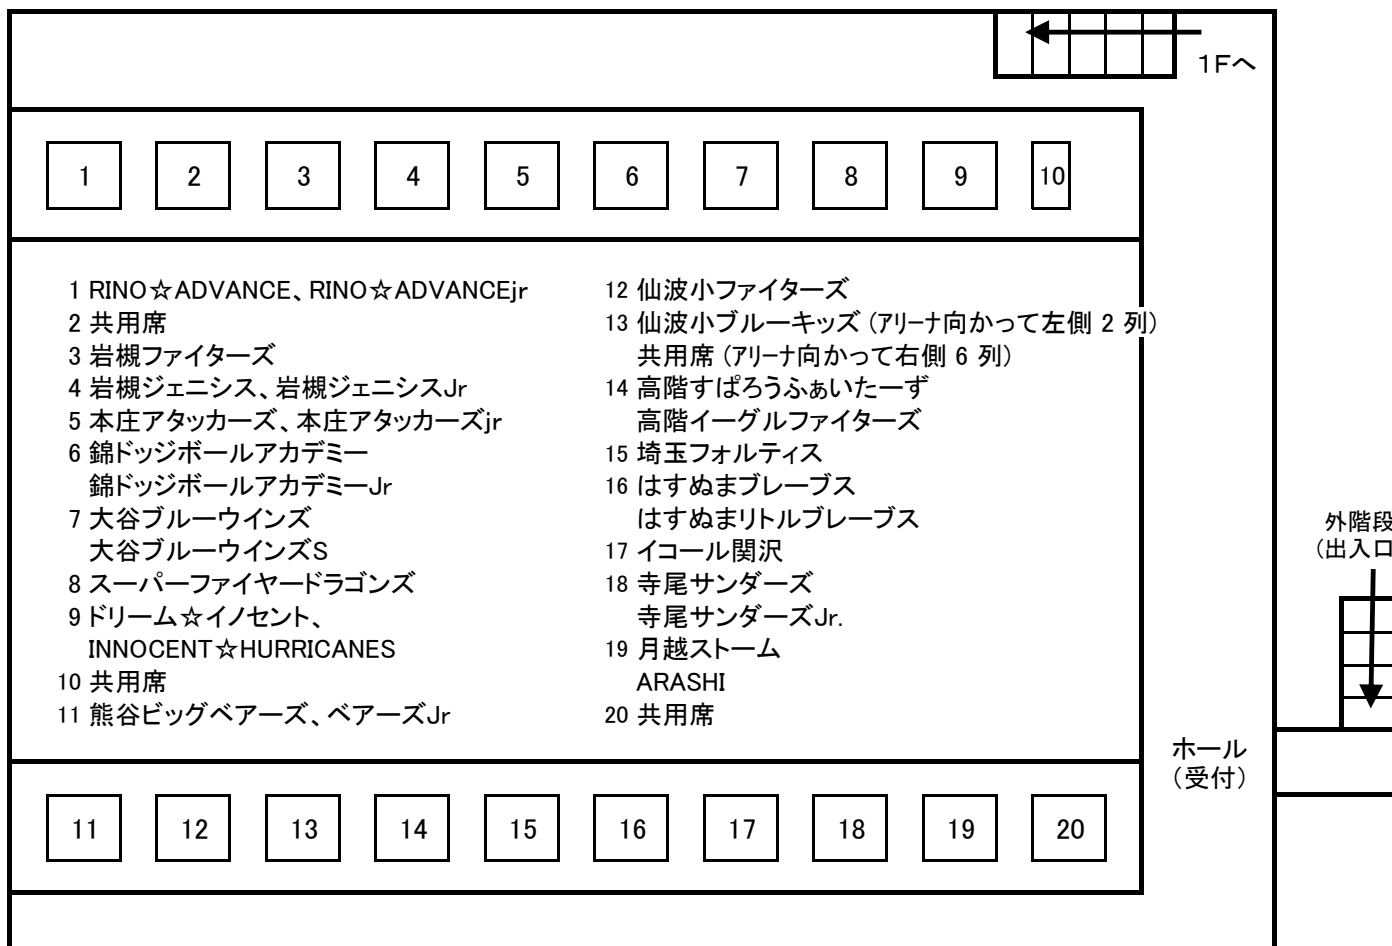 1Fへ
1 2 3 4 5 6 7 8 9 10
1 RINO☆ADVANCE、RINO☆ADVANCEjr
2 共用席
3 岩槻ファイターズ
4 岩槻ジェニシス、岩槻ジェニシスJr
5 本庄アタッカーズ、本庄アタッカーズjr
6 錦ドッジボールアカデミー
錦ドッジボールアカデミーJr
7 大谷ブルーウインズ
大谷ブルーウインズS
8 スーパーファイヤードラゴンズ
9 ドリーム☆イノセント、
INNOCENT☆HURRICANES
10 共用席
11 熊谷ビッグベアーズ、ベアーズJr
12 仙波小ファイターズ
13 仙波小ブルーキッズ (アリーナ向かって左側 2 列)
共用席 (アリーナ向かって右側 6 列)
14 高階すぱろうふぁいたーず
高階イーグルファイターズ
15 埼玉フォルティス
16 はすぬまブレーブス
はすぬまリトルブレーブス
17 イコール関沢
18 寺尾サンダーズ
寺尾サンダーズJr.
19 月越ストーム
ARASHI
20 共用席
外階段
(出入口
ホール
(受付)
11 12 13 14 15 16 17 18 19 20